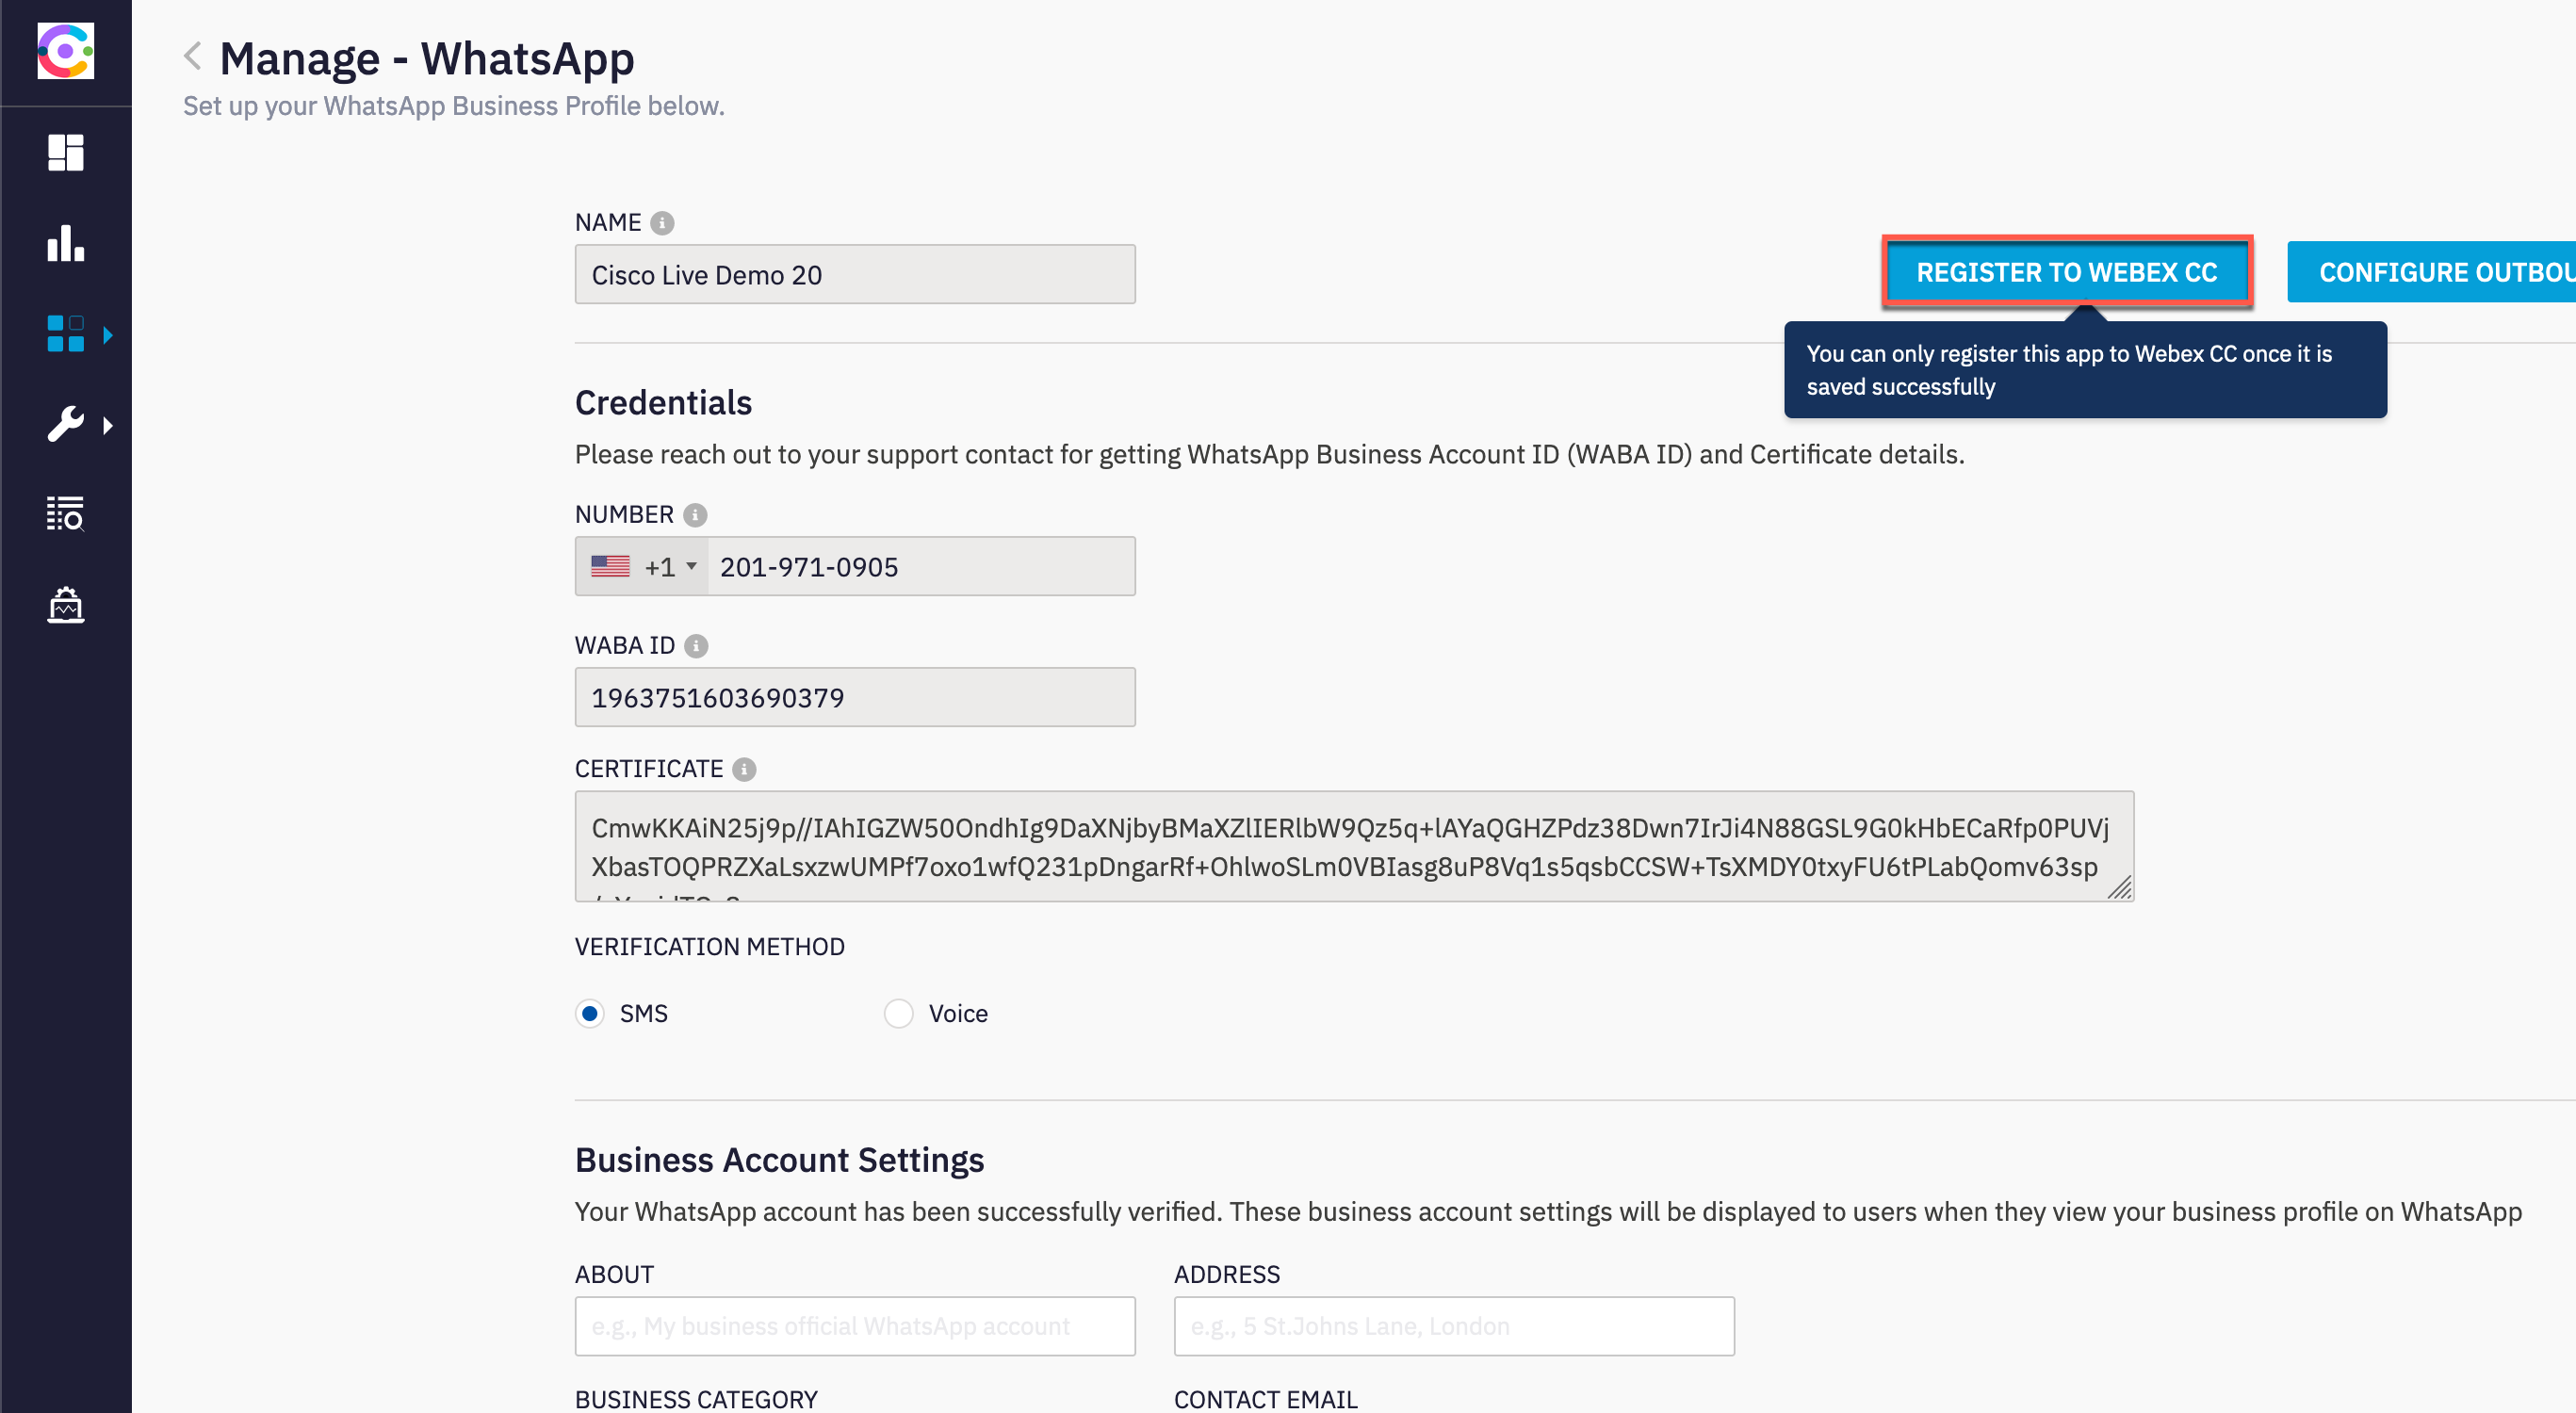 Manage - WhatsApp
Set up your WhatsApp Business Profile below.
NAME
Cisco Live Demo 20
REGISTER TO WEBEX CC
CONFIGURE OUTBOU
You can only register this app to Webex CC once it is
saved successfully
Credentials
Please reach out to your support contact for getting WhatsApp Business Account ID (WABA ID) and Certificate details.
NUMBER
+1 201-971-0905
WABA ID
1963751603690379
CERTIFICATE
CmwKKAiN25j9p//IAhIGZW50OndhIg9DaXNjbyBMaXZlIERlbW9Qz5q+lAYaQGHZPdz38Dwn7IrJi4N88GSL9G0kHbECaRfp0PUVj
XbasTOQPRZXaLsxzwUMPf7oxo1wfQ231pDngarRf+OhlwoSLm0VBIasg8uP8Vq1s5qsbCCSW+TsXMDY0txyFU6tPLabQomv63sp
VERIFICATION METHOD
SMS
Voice
Business Account Settings
Your WhatsApp account has been successfully verified. These business account settings will be displayed to users when they view your business profile on WhatsApp
ABOUT
ADDRESS
e.g., My business official WhatsApp account
e.g., 5 St.Johns Lane, London
BUSINESS CATEGORY
CONTACT EMAIL